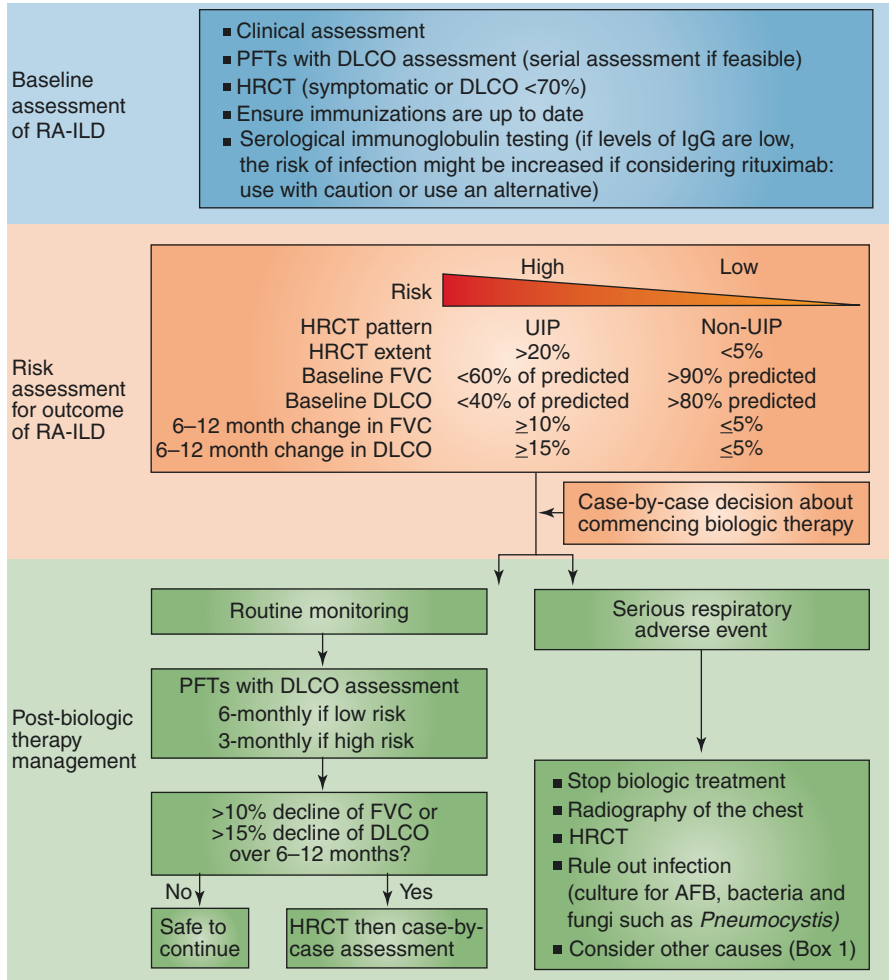 Baseline
assessment
of RA-ILD
▪ Clinical assessment
▪ PFTs with DLCO assessment (serial assessment if feasible)
▪ HRCT (symptomatic or DLCO <70%)
▪ Ensure immunizations are up to date
▪ Serological immunoglobulin testing (if levels of IgG are low,
the risk of infection might be increased if considering rituximab:
use with caution or use an alternative)
Risk
assessment
for outcome
of RA-ILD
High Low
Risk
HRCT pattern UIP Non-UIP
HRCT extent >20% <5%
Baseline FVC <60% of predicted >90% predicted
Baseline DLCO <40% of predicted >80% predicted
6–12 month change in FVC ≥10% ≤5%
6–12 month change in DLCO ≥15% ≤5%
Case-by-case decision about
commencing biologic therapy
Post-biologic
therapy
management
Routine monitoring
PFTs with DLCO assessment
6-monthly if low risk
3-monthly if high risk
>10% decline of FVC or
>15% decline of DLCO
over 6–12 months?
No Yes
Safe to
continue
HRCT then case-by-
case assessment
Serious respiratory
adverse event
▪ Stop biologic treatment
▪ Radiography of the chest
▪ HRCT
▪ Rule out infection
(culture for AFB, bacteria and
fungi such as Pneumocystis)
▪ Consider other causes (Box 1)